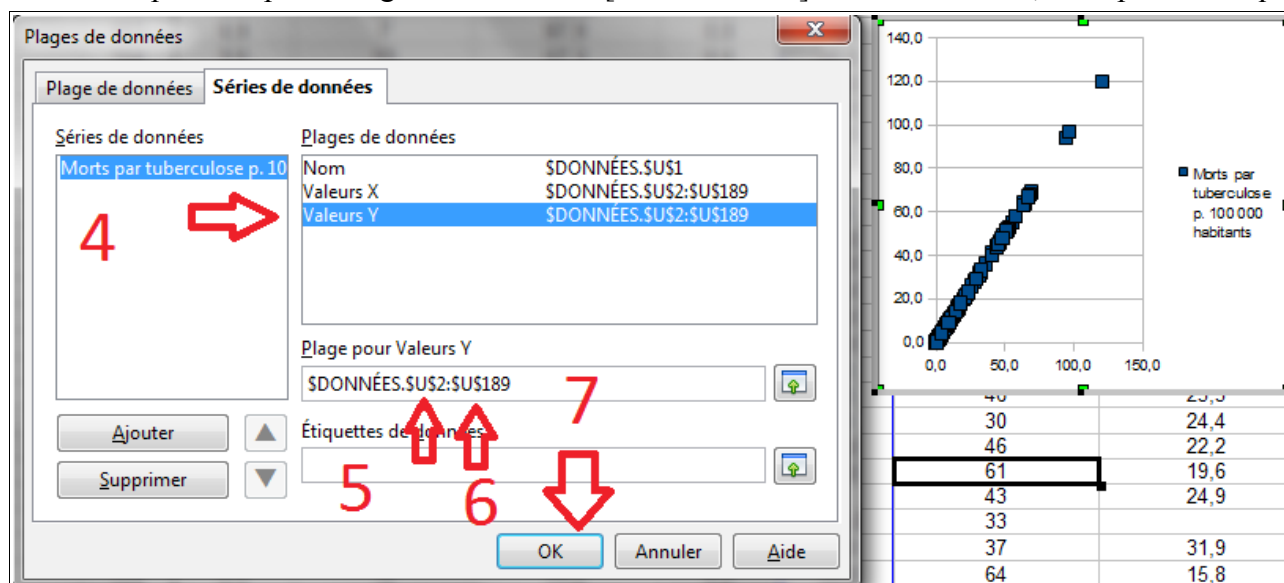 Plages de données
Plage de données Séries de données
Séries de données
Morts par tuberculose p. 10
Plages de données
Nom $DONNÉES.$U$1
Valeurs X $DONNÉES.$U$2:$U$189
Valeurs Y $DONNÉES.$U$2:$U$189
4
Plage pour Valeurs Y
$DONNÉES.$U$2:$U$189
7
Ajouter
Supprimer
Étiquettes de données
5
6
OK Annuler Aide
140,0
120,0
100,0
80,0
60,0
40,0
20,0
0,0
0,0 50,0 100,0 150,0
Morts par
tuberculose
p. 100 000
habitants
30 24,4
46 22,2
61 19,6
43 24,9
33
37 31,9
64 15,8